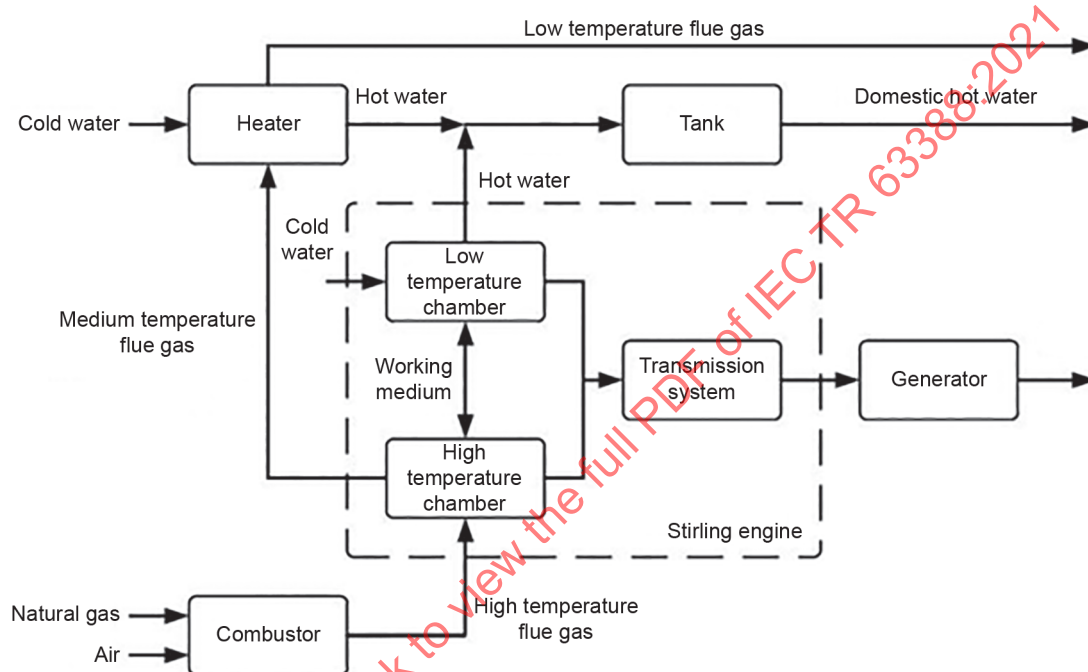 Low temperature flue gas
Cold water
Heater
Hot water
Tank
Domestic hot water
Hot water
Cold
water
Low
temperature
chamber
Medium temperature
flue gas
Working
medium
Transmission
system
Generator
High
temperature
chamber
Stirling engine
Natural gas
Air
Combustor
High temperature
flue gas
k to view the full PDF of IEC TR 63388:2021